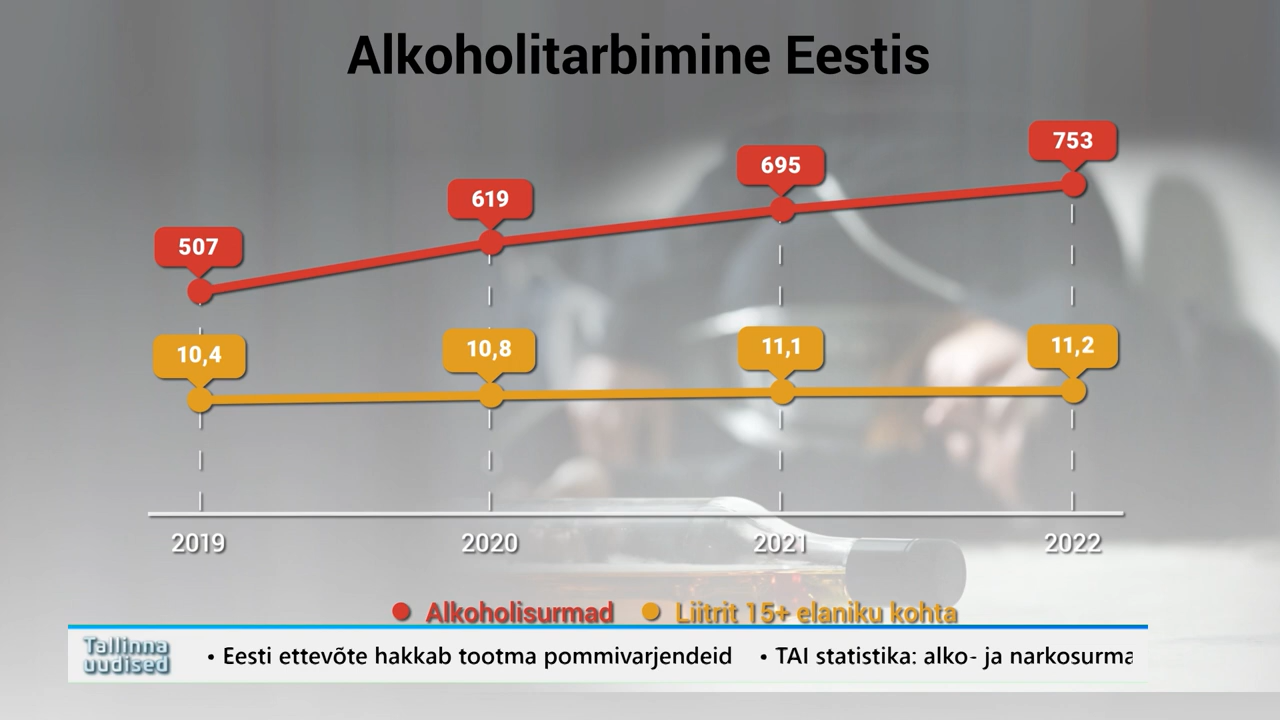 Alkoholitarbimine Eestis
753
695
619
507
10,4
10,8
11,1
11,2
2019 2020 2021 2022
Alkoholisurmad Liitrit 15+ elaniku kohta
Tallinna
uudised
• Eesti ettevõte hakkab tootma pommivarjendeid • TAI statistika: alko- ja narkosurma